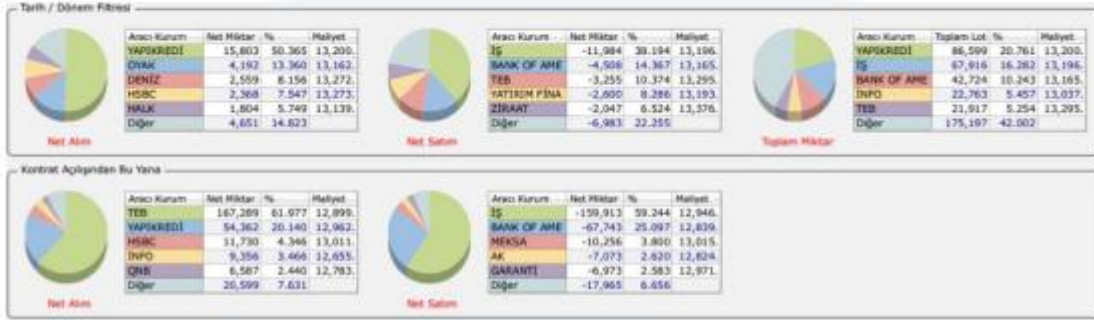 Tarih / Dönem Filtresi
Aracı Kurum Net Miktar % Maliyet
YAPIKREDİ 15,803 50.365 13,200.
OYAK 4,192 13.360 13,162.
DENİZ 2,559 8.156 13,272.
HSBC 2,368 7.547 13,273.
HALK 1,804 5.749 13,139.
Diğer 4,651 14.823
Net Alım
Aracı Kurum Net Miktar % Maliyet
İŞ -11,984 38.194 13,196.
BANK OF AME -4,508 14.367 13,165.
TEB -3,255 10.374 13,295.
YATIRIM FİNA -2,600 8.286 13,193.
ZİRAAT -2,047 6.524 13,376.
Diğer -6,983 22.255
Net Satım
Aracı Kurum Toplam Lot % Maliyet
YAPIKREDİ 86,599 20.761 13,200.
İŞ 67,916 16.282 13,196.
BANK OF AME 42,724 10.243 13,165.
İNFO 22,763 5.457 13,037.
TEB 21,917 5.254 13,295.
Diğer 175,197 42.002
Toplam Miktar
Kontrat Açılışından Bu Yana
Aracı Kurum Net Miktar % Maliyet
TEB 167,289 61.977 12,899.
YAPIKREDİ 54,362 20.140 12,962.
HSBC 11,730 4.346 13,011.
İNFO 9,356 3.466 12,655.
QNB 6,587 2.440 12,783.
Diğer 20,599 7.631
Net Alım
Aracı Kurum Net Miktar % Maliyet
İŞ -159,913 59.244 12,946.
BANK OF AME -67,743 25.097 12,839.
MEKSA -10,256 3.800 13,015.
AK -7,073 2.620 12,824.
GARANTİ -6,973 2.583 12,971.
Diğer -17,965 6.656
Net Satım